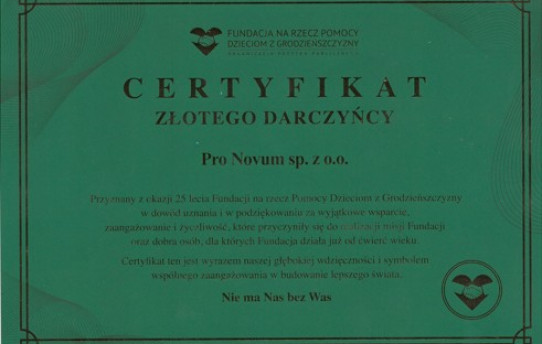 FUNDACJA NA RZECZ POMOCY
DZIECIOM Z GRODZIEŃSZCZYZNY
ORGANIZACJA POŻYTKU PUBLICZNEGO
CERTYFIKAT
ZŁOTEGO DARCZYŃCY
Pro Novum sp. z o.o.
Przyznany z okazji 25 lecia Fundacji na rzecz Pomocy Dzieciom z Grodzieńszczyzny
w dowód uznania i w podziękowaniu za wyjątkowe wsparcie,
zaangażowanie i życzliwość, które przyczyniły się do realizacji misji Fundacji
oraz dobra osób, dla których Fundacja działa już od ćwierć wieku
Certyfikat ten jest wyrazem naszej głębokiej wdzięczności i symbolem
wspólnego zaangażowania w budowanie lepszego świata.
Nie ma Nas bez Was